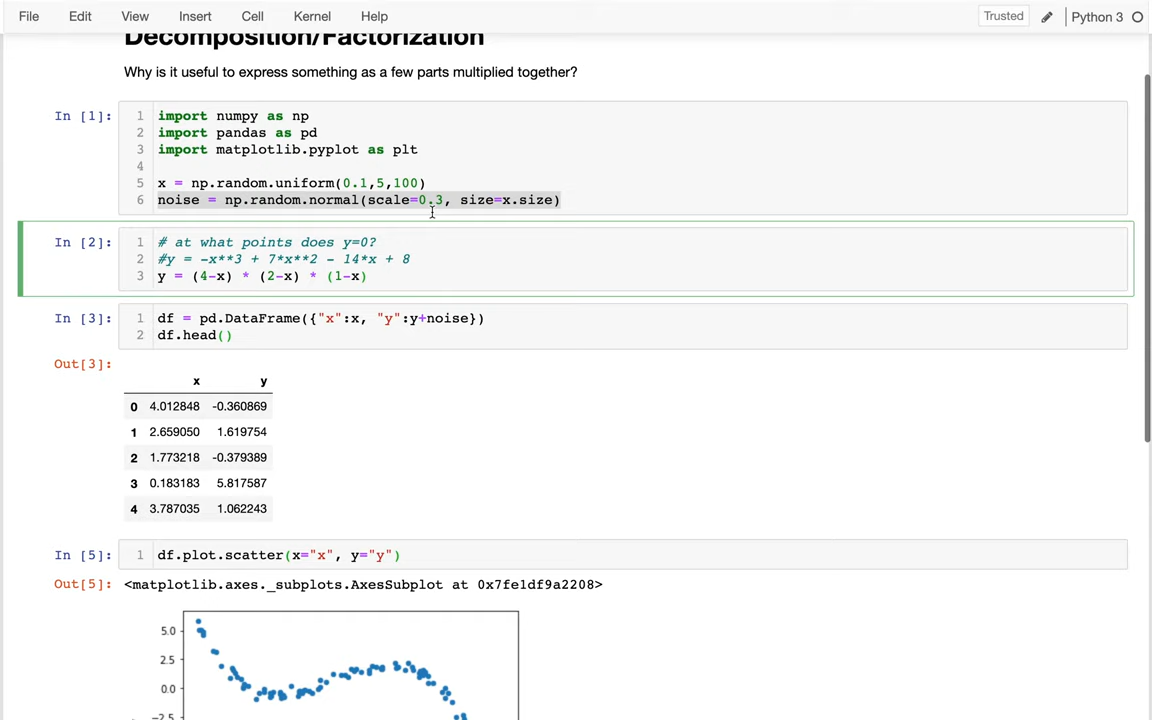 File Edit View Insert Cell Kernel Help Trusted Python 3
Decomposition/Factorization
Why is it useful to express something as a few parts multiplied together?
In [1]: 1 import numpy as np
2 import pandas as pd
3 import matplotlib.pyplot as plt
4
5 x = np.random.uniform(0.1,5,100)
6 noise = np.random.normal(scale=0.3, size=x.size)
In [2]: 1 # at what points does y=0?
2 #y = -x**3 + 7*x**2 - 14*x + 8
3 y = (4-x) * (2-x) * (1-x)
In [3]: 1 df = pd.DataFrame({"x":x, "y":y+noise})
2 df.head()
Out[3]:
x y
0 4.012848 -0.360869
1 2.659050 1.619754
2 1.773218 -0.379389
3 0.183183 5.817587
4 3.787035 1.062243
In [5]: 1 df.plot.scatter(x="x", y="y")
Out[5]: <matplotlib.axes._subplots.AxesSubplot at 0x7fe1df9a2208>
5.0
2.5
0.0
-2.5